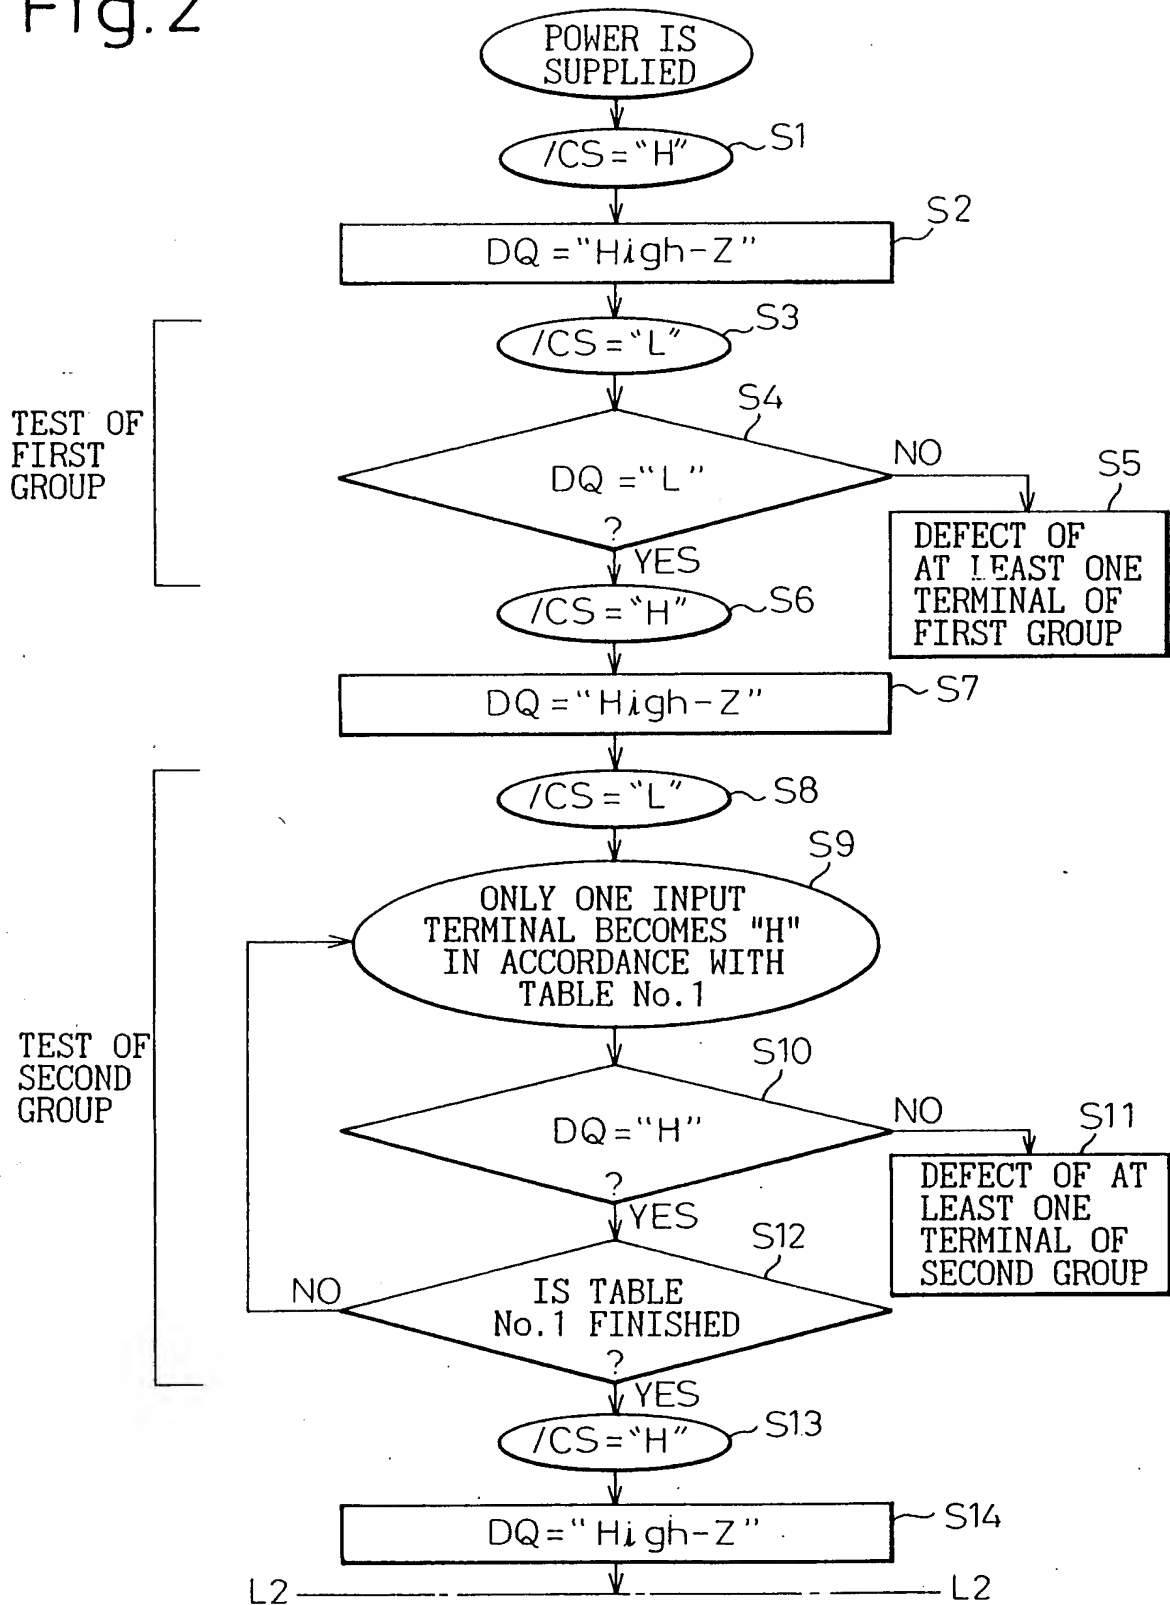 Fig.2
POWER IS
SUPPLIED
/CS="H"
S1
DQ="High-Z"
S2
/CS="L"
S3
TEST OF
FIRST
GROUP
S4
DQ="L"
?
NO
YES
S5
DEFECT OF
AT LEAST ONE
TERMINAL OF
FIRST GROUP
/CS="H"
S6
DQ="High-Z"
S7
/CS="L"
S8
S9
ONLY ONE INPUT
TERMINAL BECOMES "H"
IN ACCORDANCE WITH
TABLE No.1
TEST OF
SECOND
GROUP
S10
DQ="H"
?
NO
YES
S11
DEFECT OF AT
LEAST ONE
TERMINAL OF
SECOND GROUP
S12
IS TABLE
No.1 FINISHED
?
NO
YES
/CS="H"
S13
DQ="High-Z"
S14
L2
L2